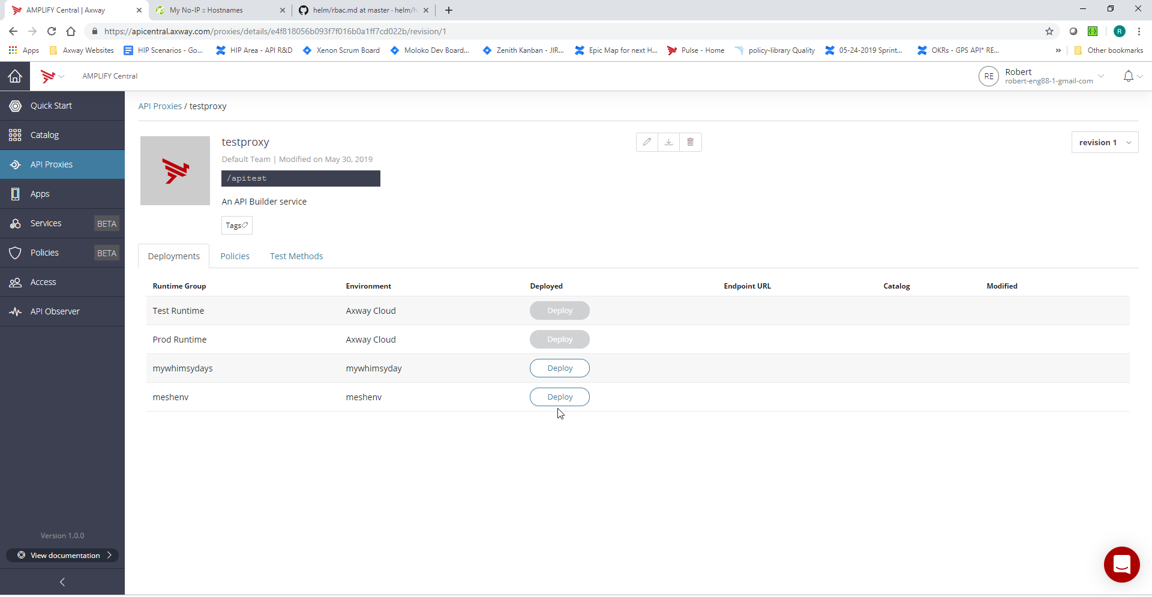 AMPLIFY Central | Axway
My No-IP :: Hostnames
helm/rbac.md at master · helm/h
https://apicentral.axway.com/proxies/details/e4f818056b093f7f016b0a1ff7cd022b/revision/1
R
Apps
Axway Websites
HIP Scenarios - Go...
HIP Area - API R&D
Xenon Scrum Board
Moloko Dev Board...
Zenith Kanban - JIR...
Epic Map for next H...
Pulse - Home
policy-library Quality
05-24-2019 Sprint...
OKRs - GPS API* RE...
»
Other bookmarks
AMPLIFY Central
RE
Robert
robert-eng88-1-gmail-com
Quick Start
Catalog
API Proxies
Apps
Services BETA
Policies BETA
Access
API Observer
Version 1.0.0
View documentation
API Proxies / testproxy
testproxy
Default Team | Modified on May 30, 2019
/apitest
An API Builder service
Tags
revision 1
Deployments Policies Test Methods
Runtime Group Environment Deployed Endpoint URL Catalog Modified
Test Runtime Axway Cloud Deploy
Prod Runtime Axway Cloud Deploy
mywhimsydays mywhimsyday Deploy
meshenv meshenv Deploy